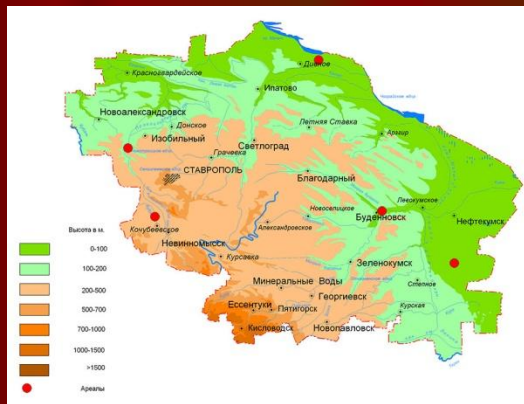 Дивное
Красногвардейское
Ипатово
Новоалександровск
Донское
Летняя Ставка
Арзгир
Изобильный
Светлоград
Грачевка
СТАВРОПОЛЬ
Благодарный
Высота в м.
Новоселицкое
Левокумское
Буденновск
Нефтекумск
Кочубеевское
Александровское
0-100
Невинномысск
Курсавка
Зеленокумск
100-200
200-500
Минеральные Воды
Степное
500-700
Ессентуки
Георгиевск
Пятигорск
Курская
700-1000
Кисловодск
Новопавловск
1000-1500
>1500
Ареалы